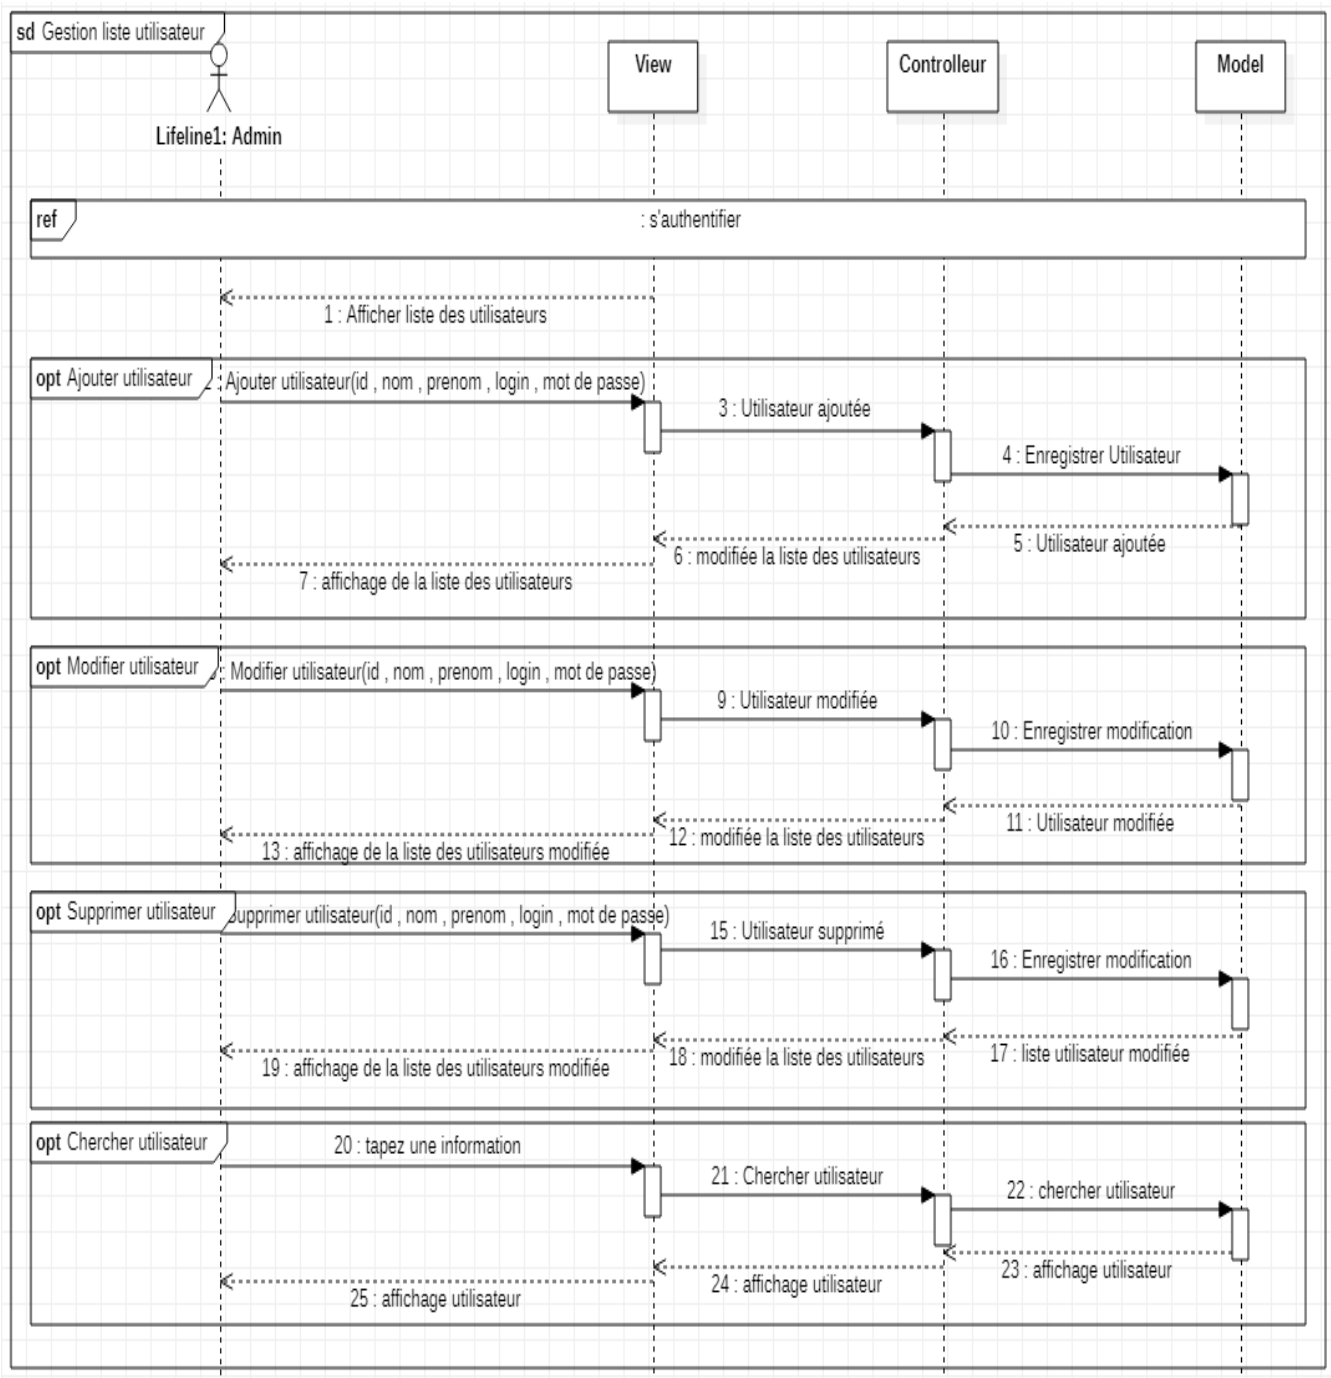 sd Gestion liste utilisateur
View
Controlleur
Model
Lifeline1: Admin
ref
: s'authentifier
1 : Afficher liste des utilisateurs
opt Ajouter utilisateur
: Ajouter utilisateur(id , nom , prenom , login , mot de passe)
3 : Utilisateur ajoutée
4 : Enregistrer Utilisateur
5 : Utilisateur ajoutée
6 : modifiée la liste des utilisateurs
7 : affichage de la liste des utilisateurs
opt Modifier utilisateur
: Modifier utilisateur(id , nom , prenom , login , mot de passe)
9 : Utilisateur modifiée
10 : Enregistrer modification
11 : Utilisateur modifiée
12 : modifiée la liste des utilisateurs
13 : affichage de la liste des utilisateurs modifiée
opt Supprimer utilisateur
Supprimer utilisateur(id , nom , prenom , login , mot de passe)
15 : Utilisateur supprimé
16 : Enregistrer modification
17 : liste utilisateur modifiée
18 : modifiée la liste des utilisateurs
19 : affichage de la liste des utilisateurs modifiée
opt Chercher utilisateur
20 : tapez une information
21 : Chercher utilisateur
22 : chercher utilisateur
23 : affichage utilisateur
24 : affichage utilisateur
25 : affichage utilisateur